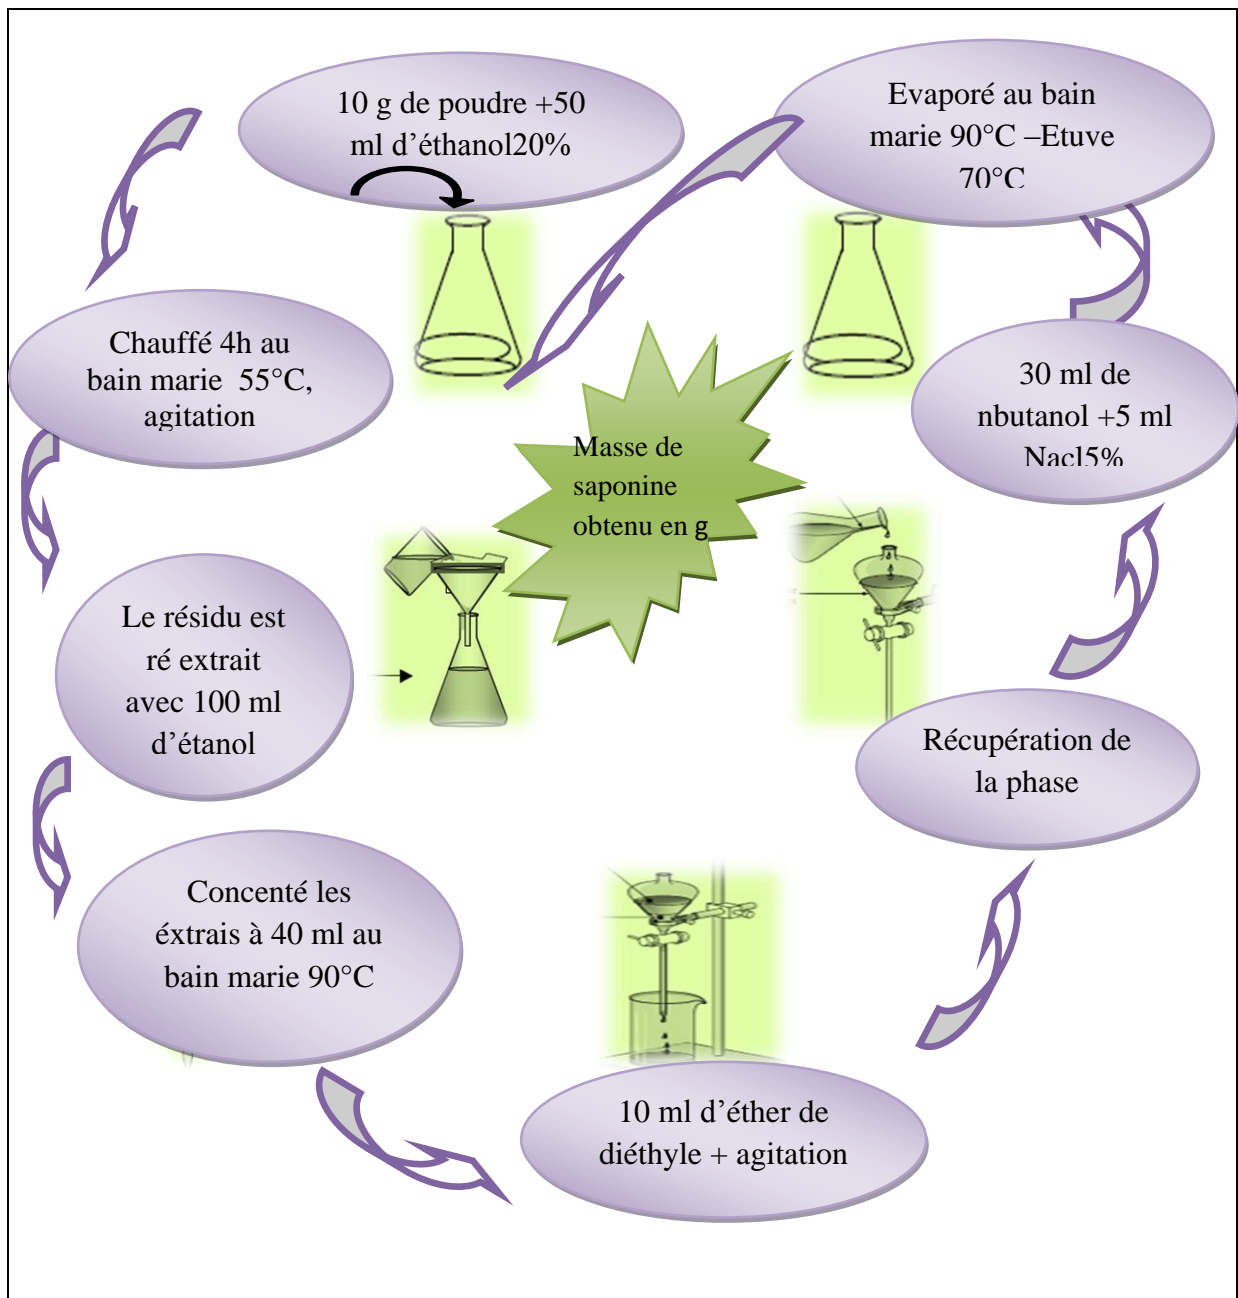 10 g de poudre +50
ml d’éthanol20%
Chauffé 4h au
bain marie 55°C,
agitation
Le résidu est
ré extrait
avec 100 ml
d’étanol
Concenté les
éxtrais à 40 ml au
bain marie 90°C
10 ml d’éther de
diéthyle + agitation
Récupération de
la phase
30 ml de
nbutanol +5 ml
Nacl5%
Evaporé au bain
marie 90°C –Etuve
70°C
Masse de
saponine
obtenu en g